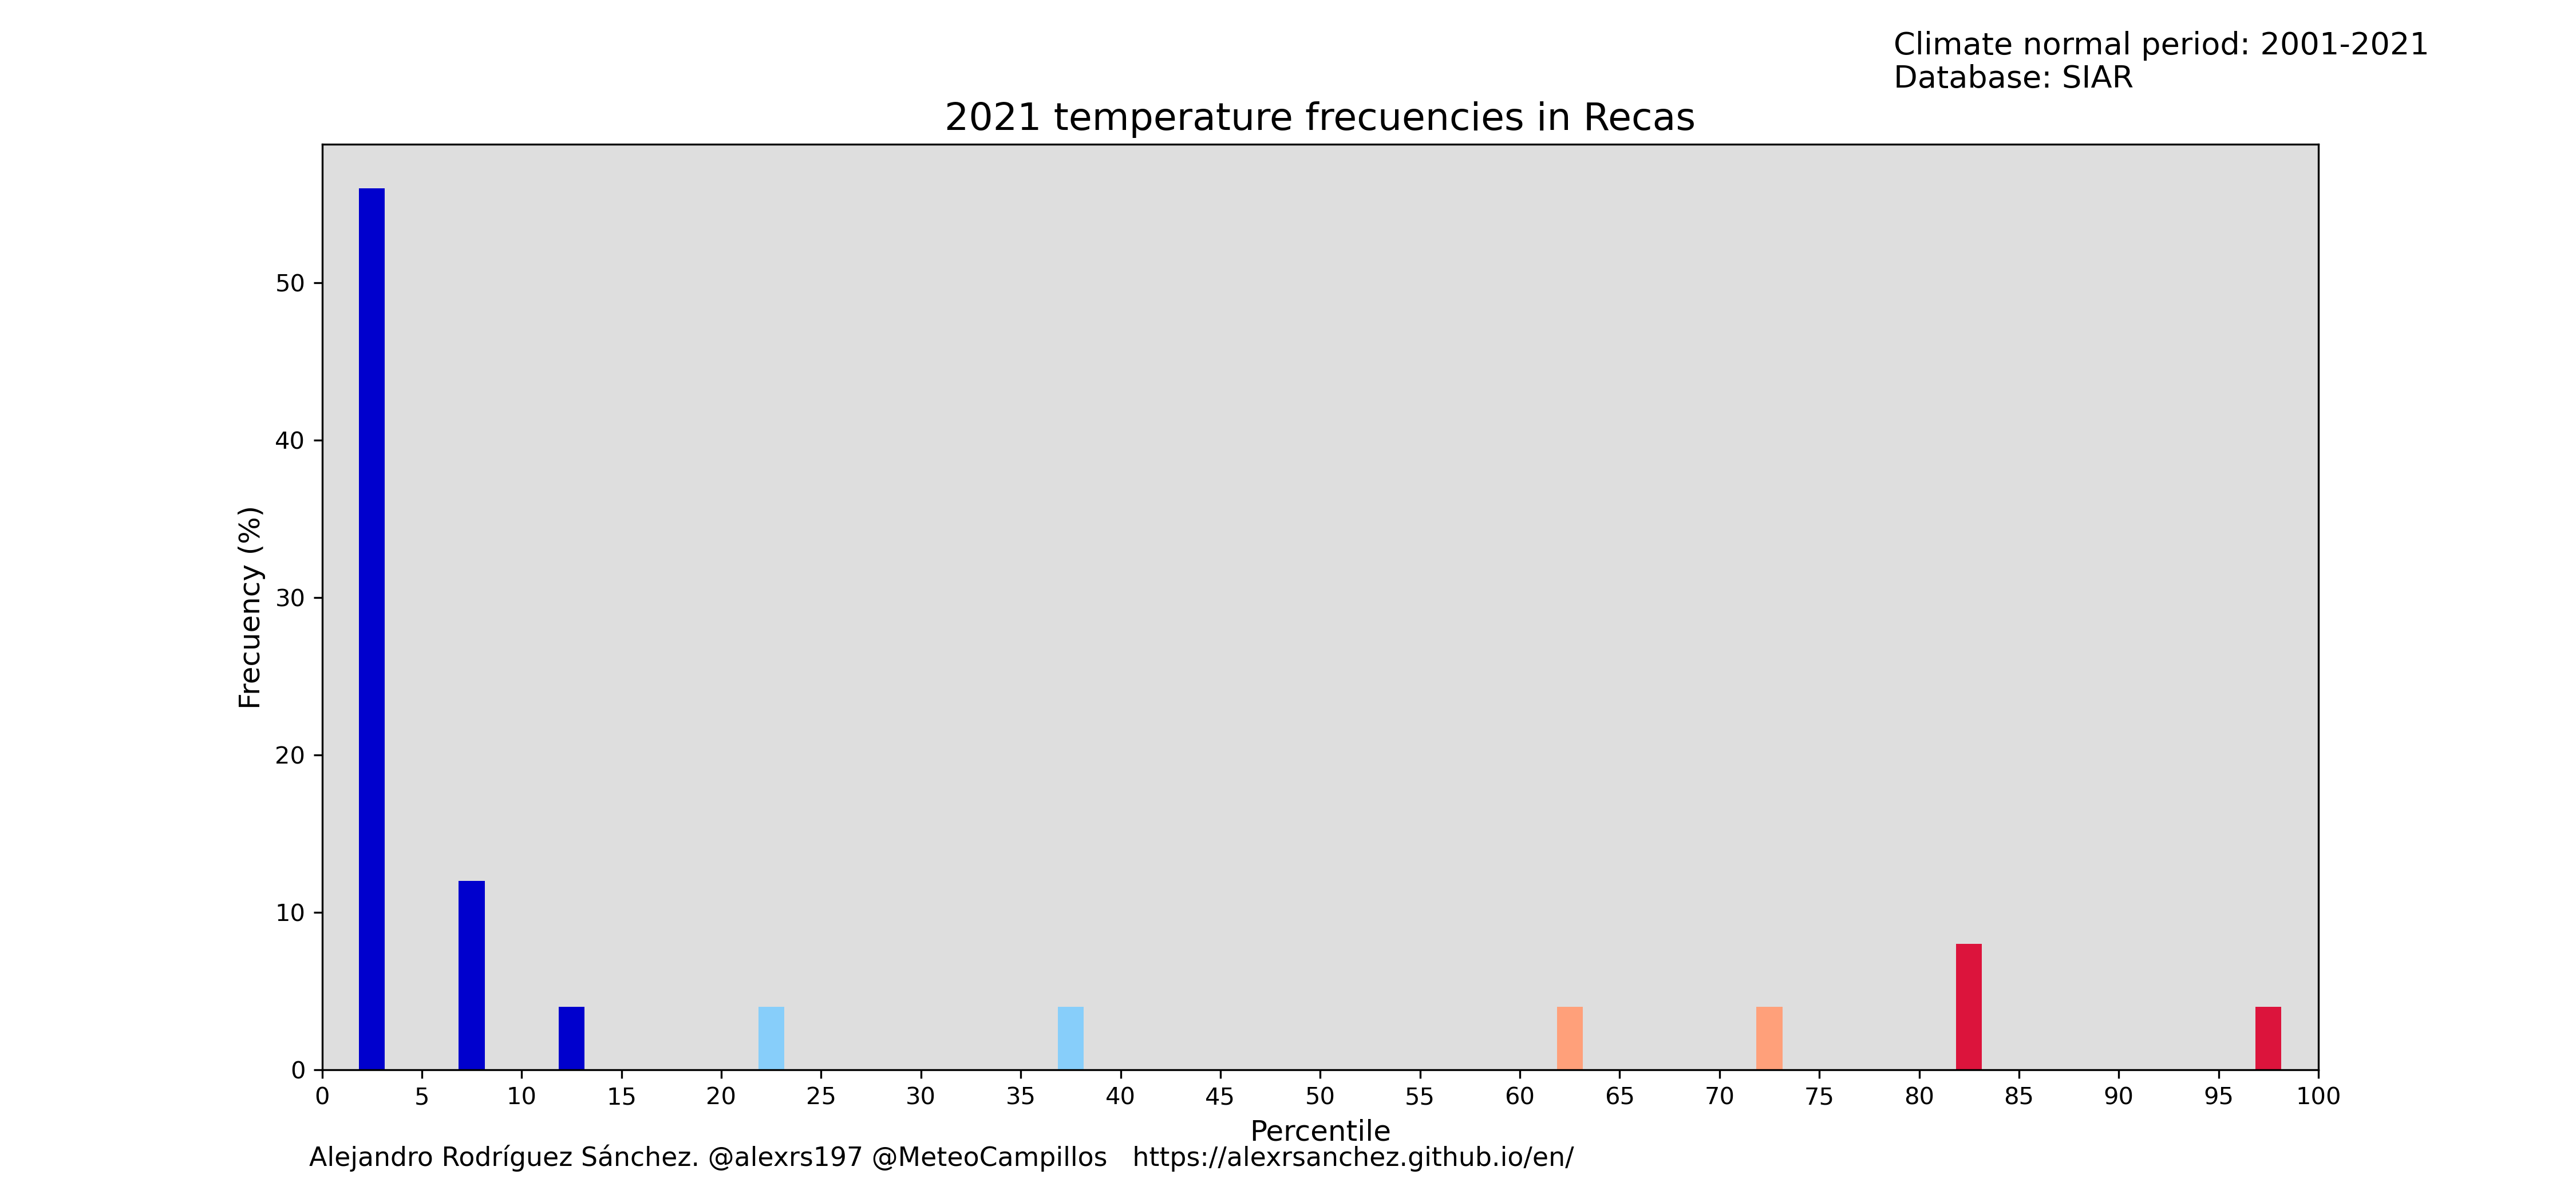 Climate normal period: 2001-2021
Database: SIAR
2021 temperature frecuencies in Recas
Frecuency (%)
50
40
30
20
10
0
0 5 10 15 20 25 30 35 40 45 50 55 60 65 70 75 80 85 90 95 100
Percentile
Alejandro Rodríguez Sánchez. @alexrs197 @MeteoCampillos https://alexrsanchez.github.io/en/